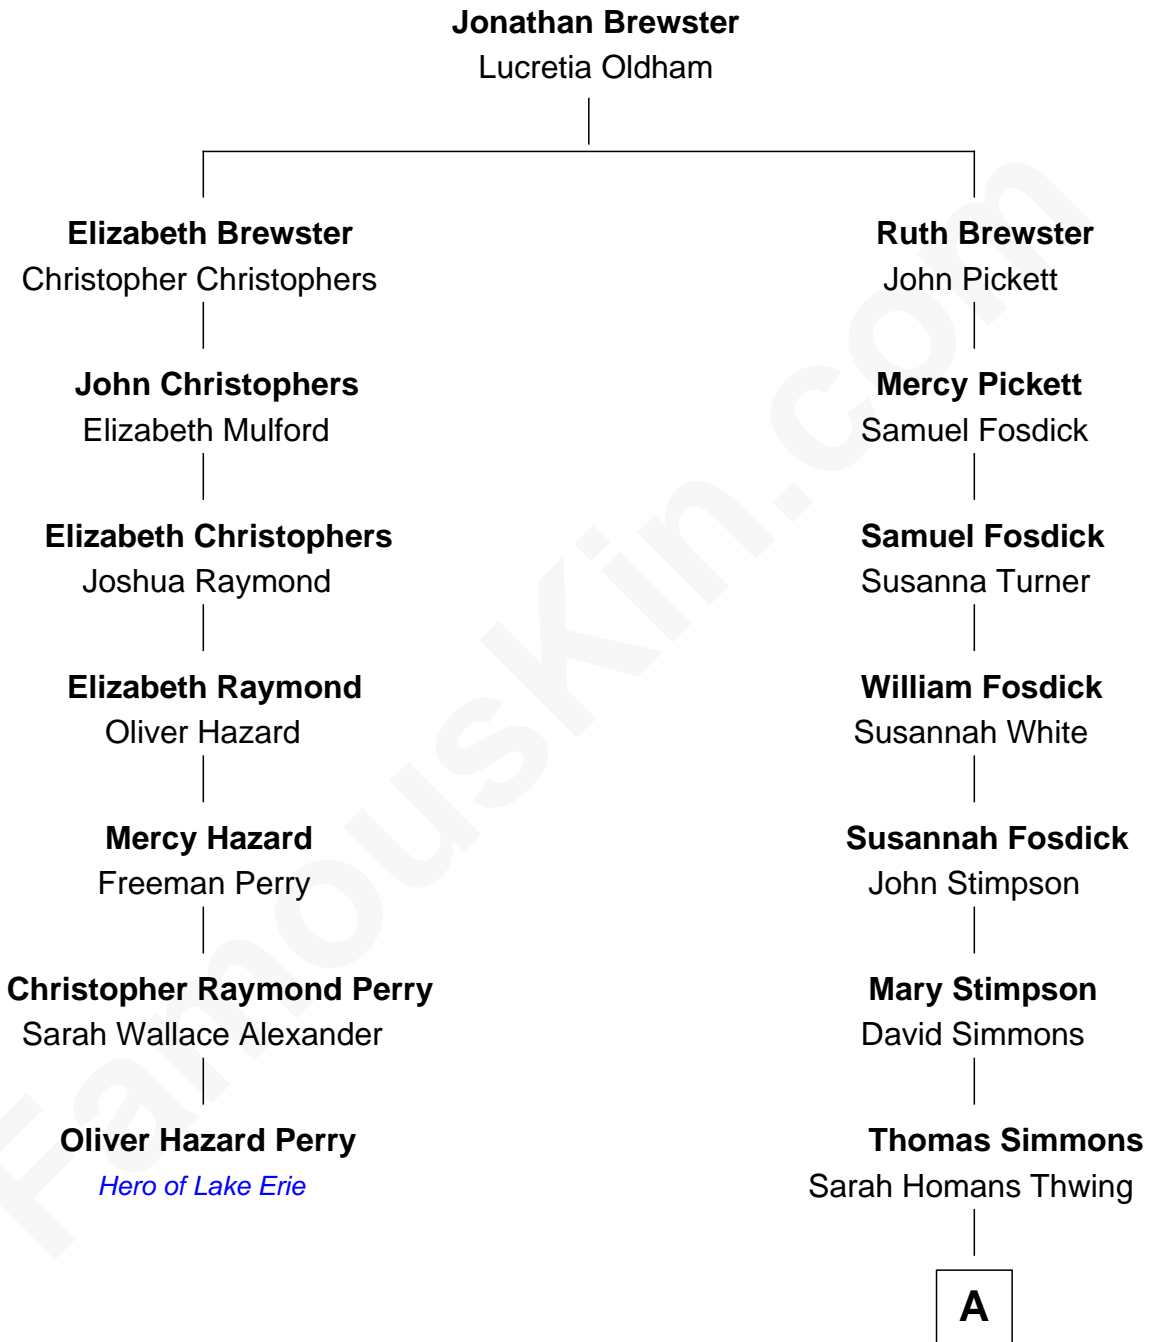 Jonathan Brewster
Lucretia Oldham
Elizabeth Brewster
Christopher Christophers
Ruth Brewster
John Pickett
John Christophers
Elizabeth Mulford
Mercy Pickett
Samuel Fosdick
Elizabeth Christophers
Joshua Raymond
Samuel Fosdick
Susanna Turner
Elizabeth Raymond
Oliver Hazard
William Fosdick
Susannah White
Mercy Hazard
Freeman Perry
Susannah Fosdick
John Stimpson
Christopher Raymond Perry
Sarah Wallace Alexander
Mary Stimpson
David Simmons
Oliver Hazard Perry
Hero of Lake Erie
Thomas Simmons
Sarah Homans Thwing
A
FamousKin.com